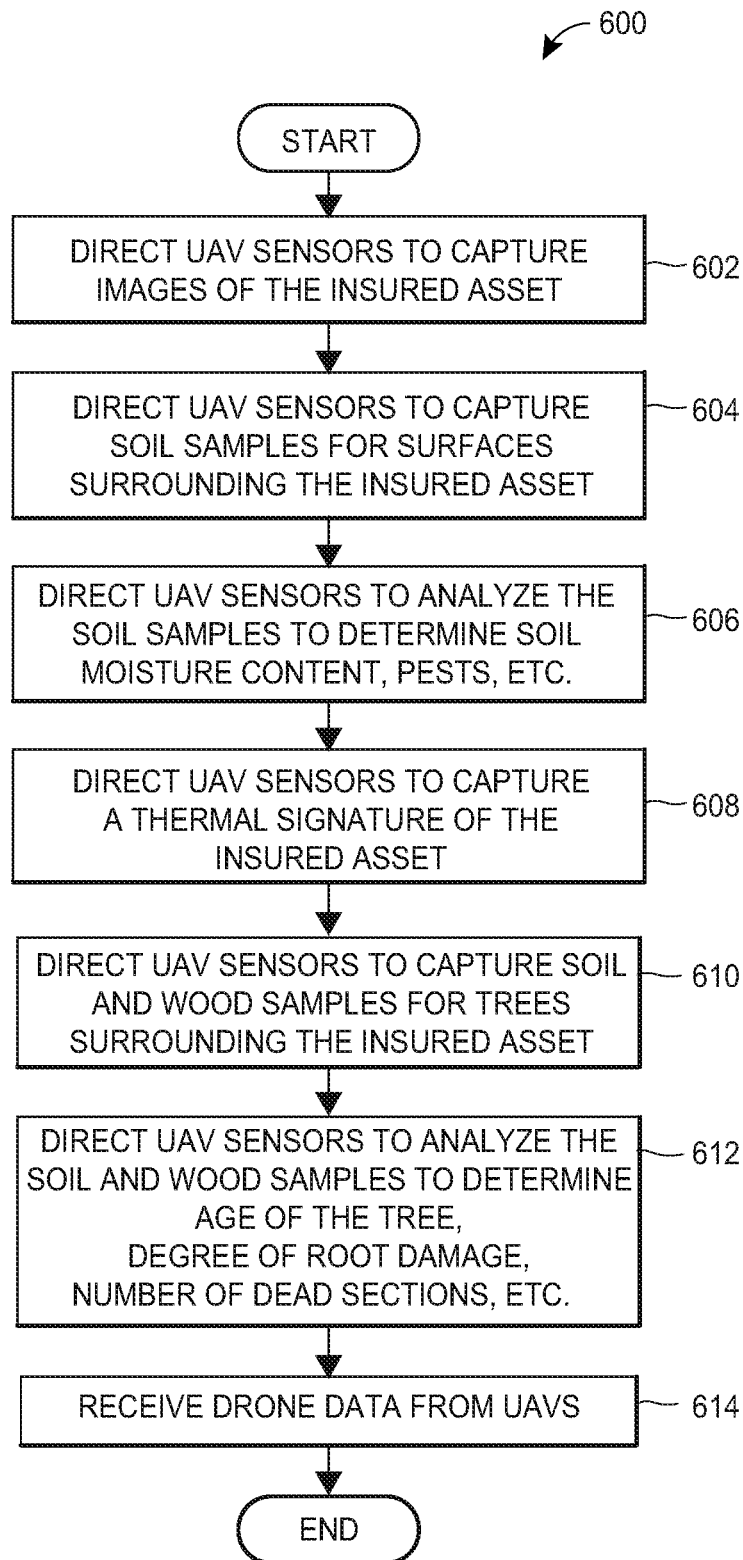 600
START
DIRECT UAV SENSORS TO CAPTURE
IMAGES OF THE INSURED ASSET
602
DIRECT UAV SENSORS TO CAPTURE
SOIL SAMPLES FOR SURFACES
SURROUNDING THE INSURED ASSET
604
DIRECT UAV SENSORS TO ANALYZE THE
SOIL SAMPLES TO DETERMINE SOIL
MOISTURE CONTENT, PESTS, ETC.
606
DIRECT UAV SENSORS TO CAPTURE
A THERMAL SIGNATURE OF THE
INSURED ASSET
608
DIRECT UAV SENSORS TO CAPTURE SOIL
AND WOOD SAMPLES FOR TREES
SURROUNDING THE INSURED ASSET
610
DIRECT UAV SENSORS TO ANALYZE THE
SOIL AND WOOD SAMPLES TO DETERMINE
AGE OF THE TREE,
DEGREE OF ROOT DAMAGE,
NUMBER OF DEAD SECTIONS, ETC.
612
RECEIVE DRONE DATA FROM UAVS
614
END